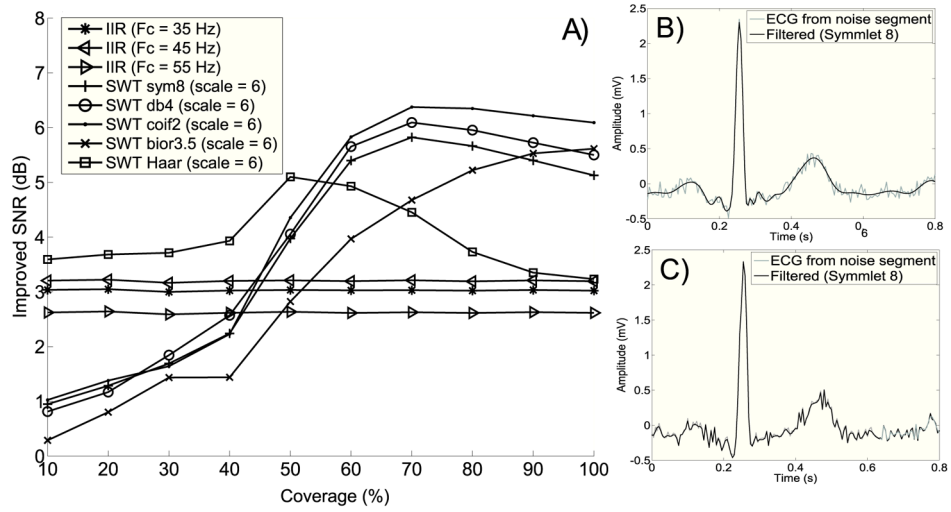 A)
IIR (Fc = 35 Hz)
IIR (Fc = 45 Hz)
IIR (Fc = 55 Hz)
SWT sym8 (scale = 6)
SWT db4 (scale = 6)
SWT coif2 (scale = 6)
SWT bior3.5 (scale = 6)
SWT Haar (scale = 6)
Improved SNR (dB)
8
7
6
5
4
3
2
1
0
10 20 30 40 50 60 70 80 90 100
Coverage (%)
B)
ECG from noise segment
Filtered (Symmlet 8)
Amplitude (mv)
2.5
2
1.5
1
0.5
0
-0.5
0 0.2 0.4 0 6 0.8
Time (s)
C)
ECG from noise segment
Filtered (Symmlet 8)
Amplitude (mV)
2.5
2
1.5
1
0.5
0
-0.5
0 0.2 0.4 0.6 0.8
Time (s)